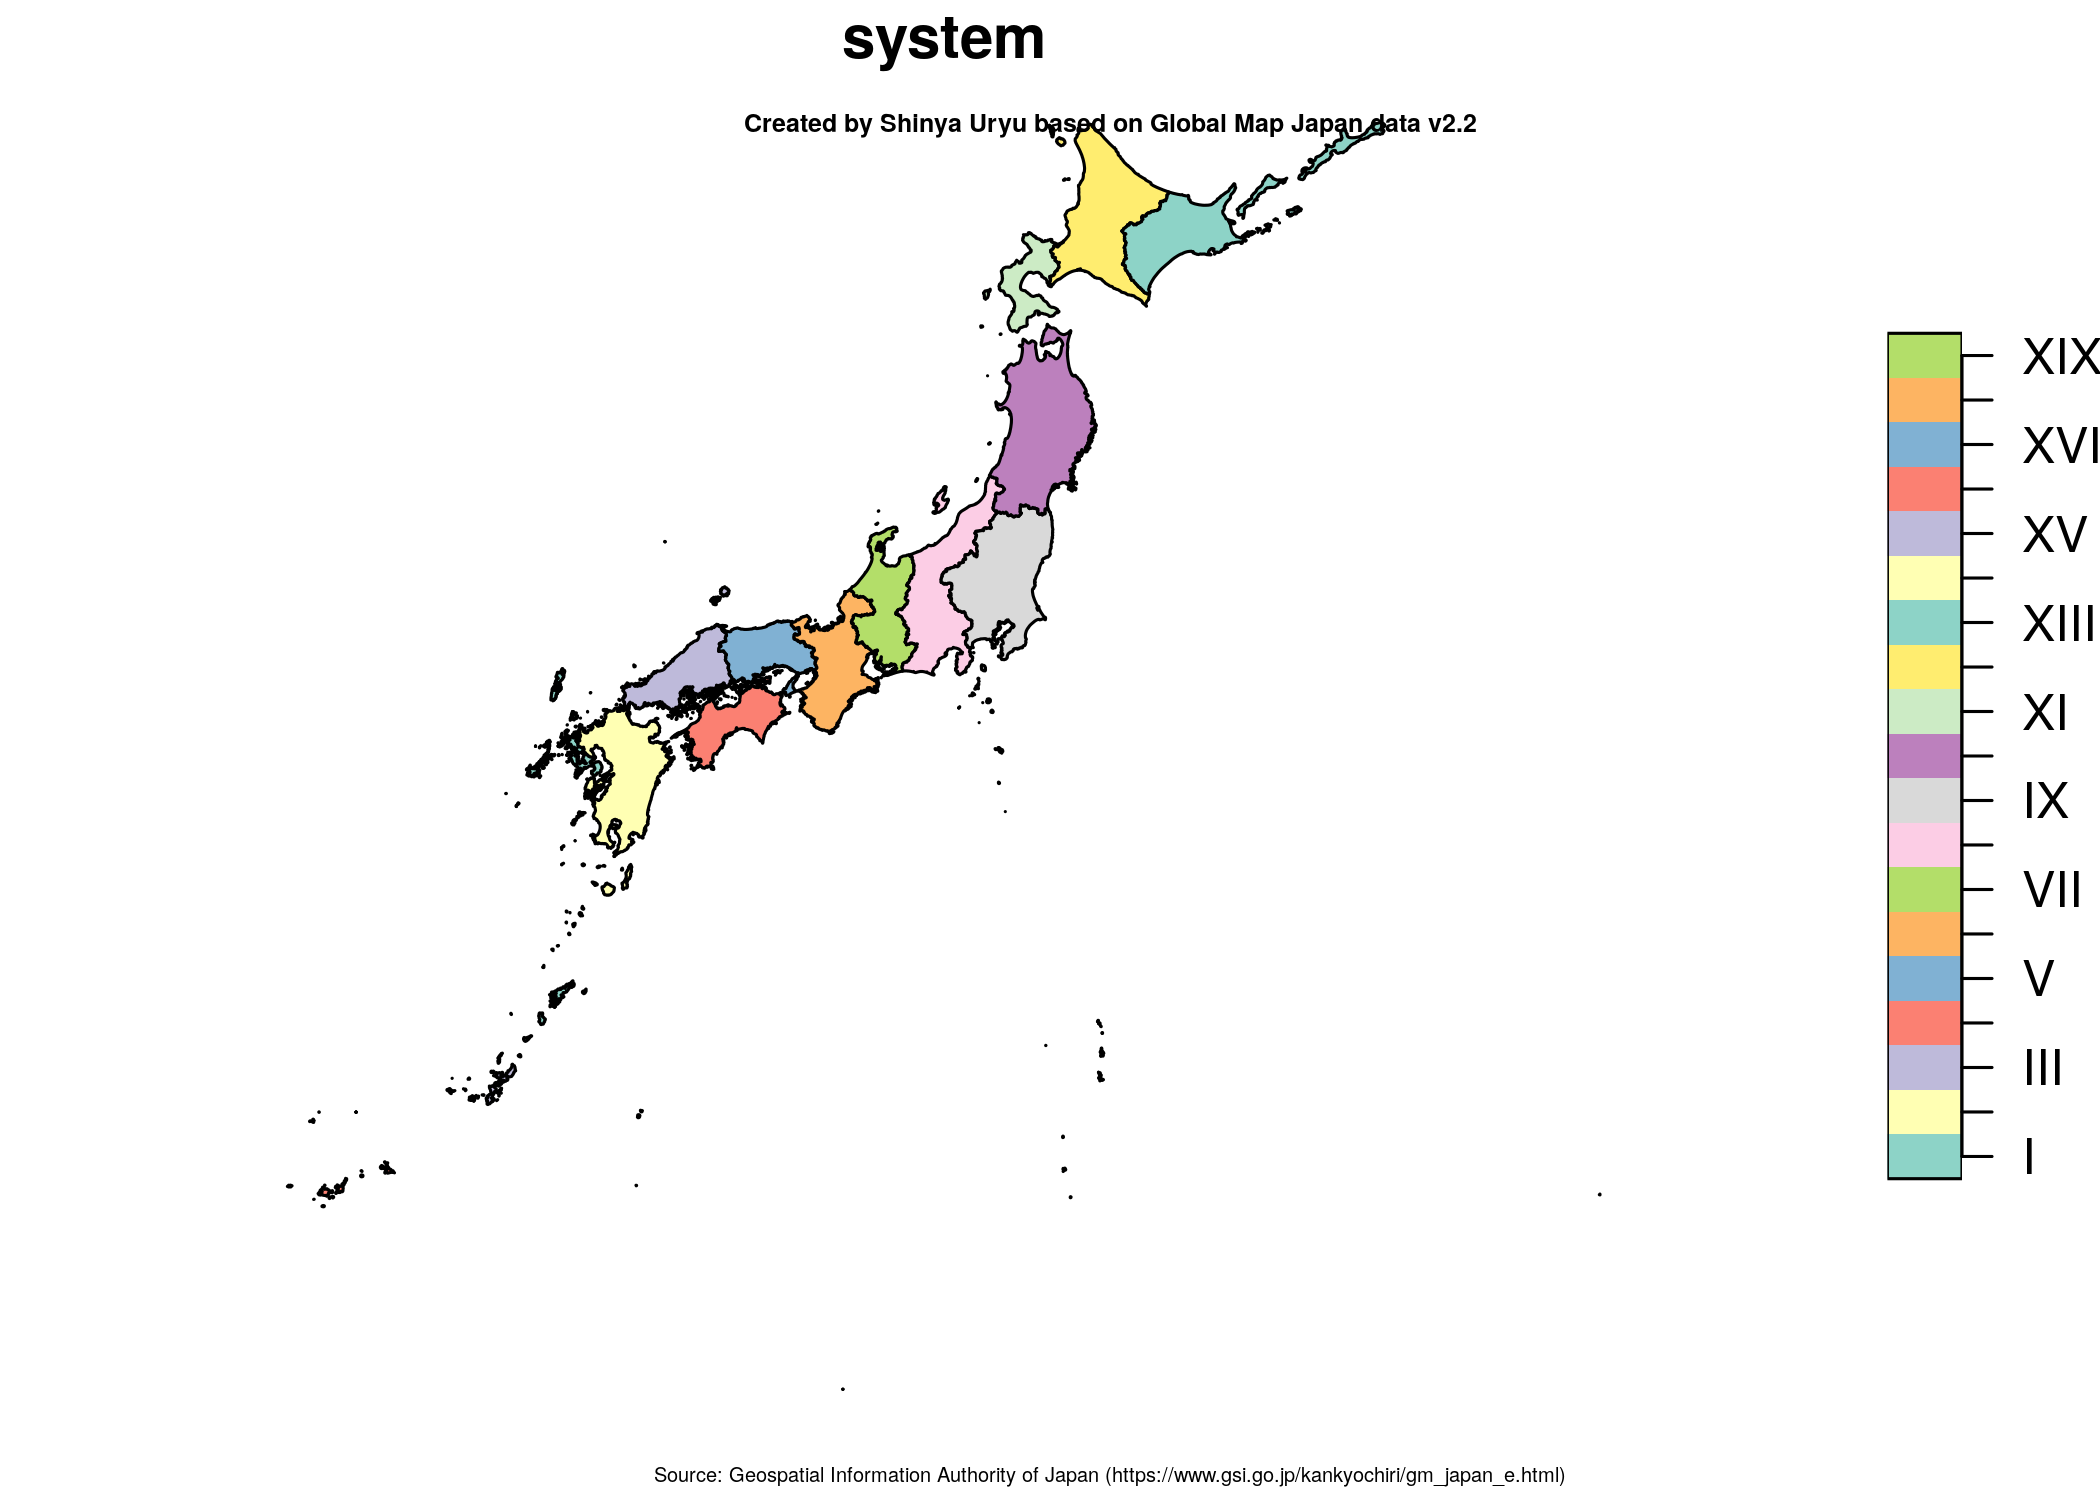 system
Created by Shinya Uryu based on Global Map Japan data v2.2
XIX
XVI
XV
XIII
XI
IX
VII
V
III
I
Source: Geospatial Information Authority of Japan (https://www.gsi.go.jp/kankyochiri/gm_japan_e.html)